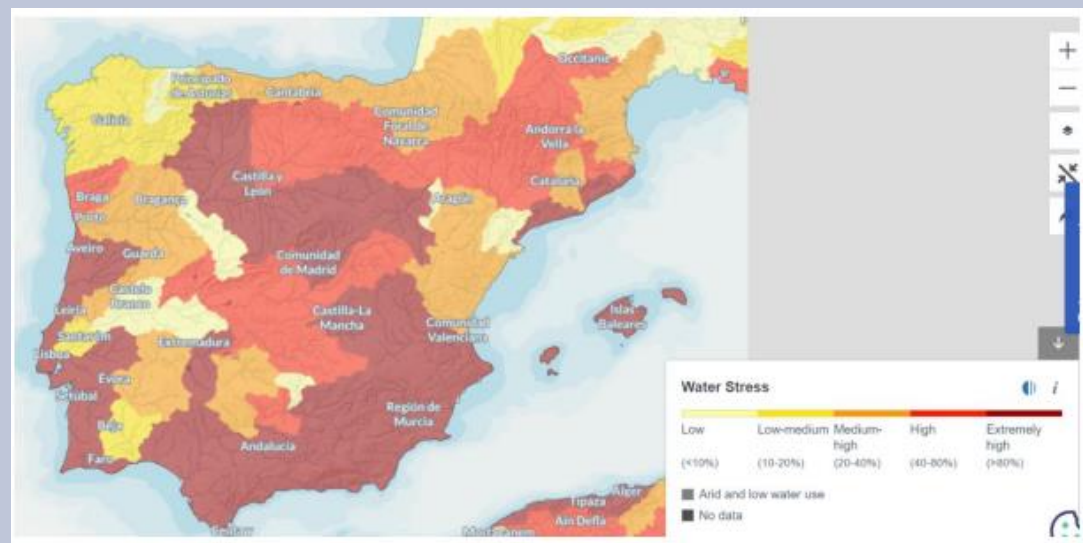 Occitanie
Principado
de Asturias
Cantabria
Galicia
Comunidad
Foral de
Navarra
Andorra la
Vella
Castilla y
León
Cataluña
Braga
Bragança
Aragón
Porto
Aveiro
Guarda
Comunidad
de Madrid
Castelo
Branco
Leiria
Castilla-La
Mancha
Islas
Baleares
Santarém
Extremadura
Comunidad
Valenciana
Lisboa
Évora
Setúbal
Beja
Región de
Murcia
Andalucía
Faro
Water Stress
Low
Low-medium
Medium-
high
High
Extremely
high
(<10%)
(10-20%)
(20-40%)
(40-80%)
(>80%)
Arid and low water use
No data
Alger
Tipaza
Aïn Defla
Mostaganem